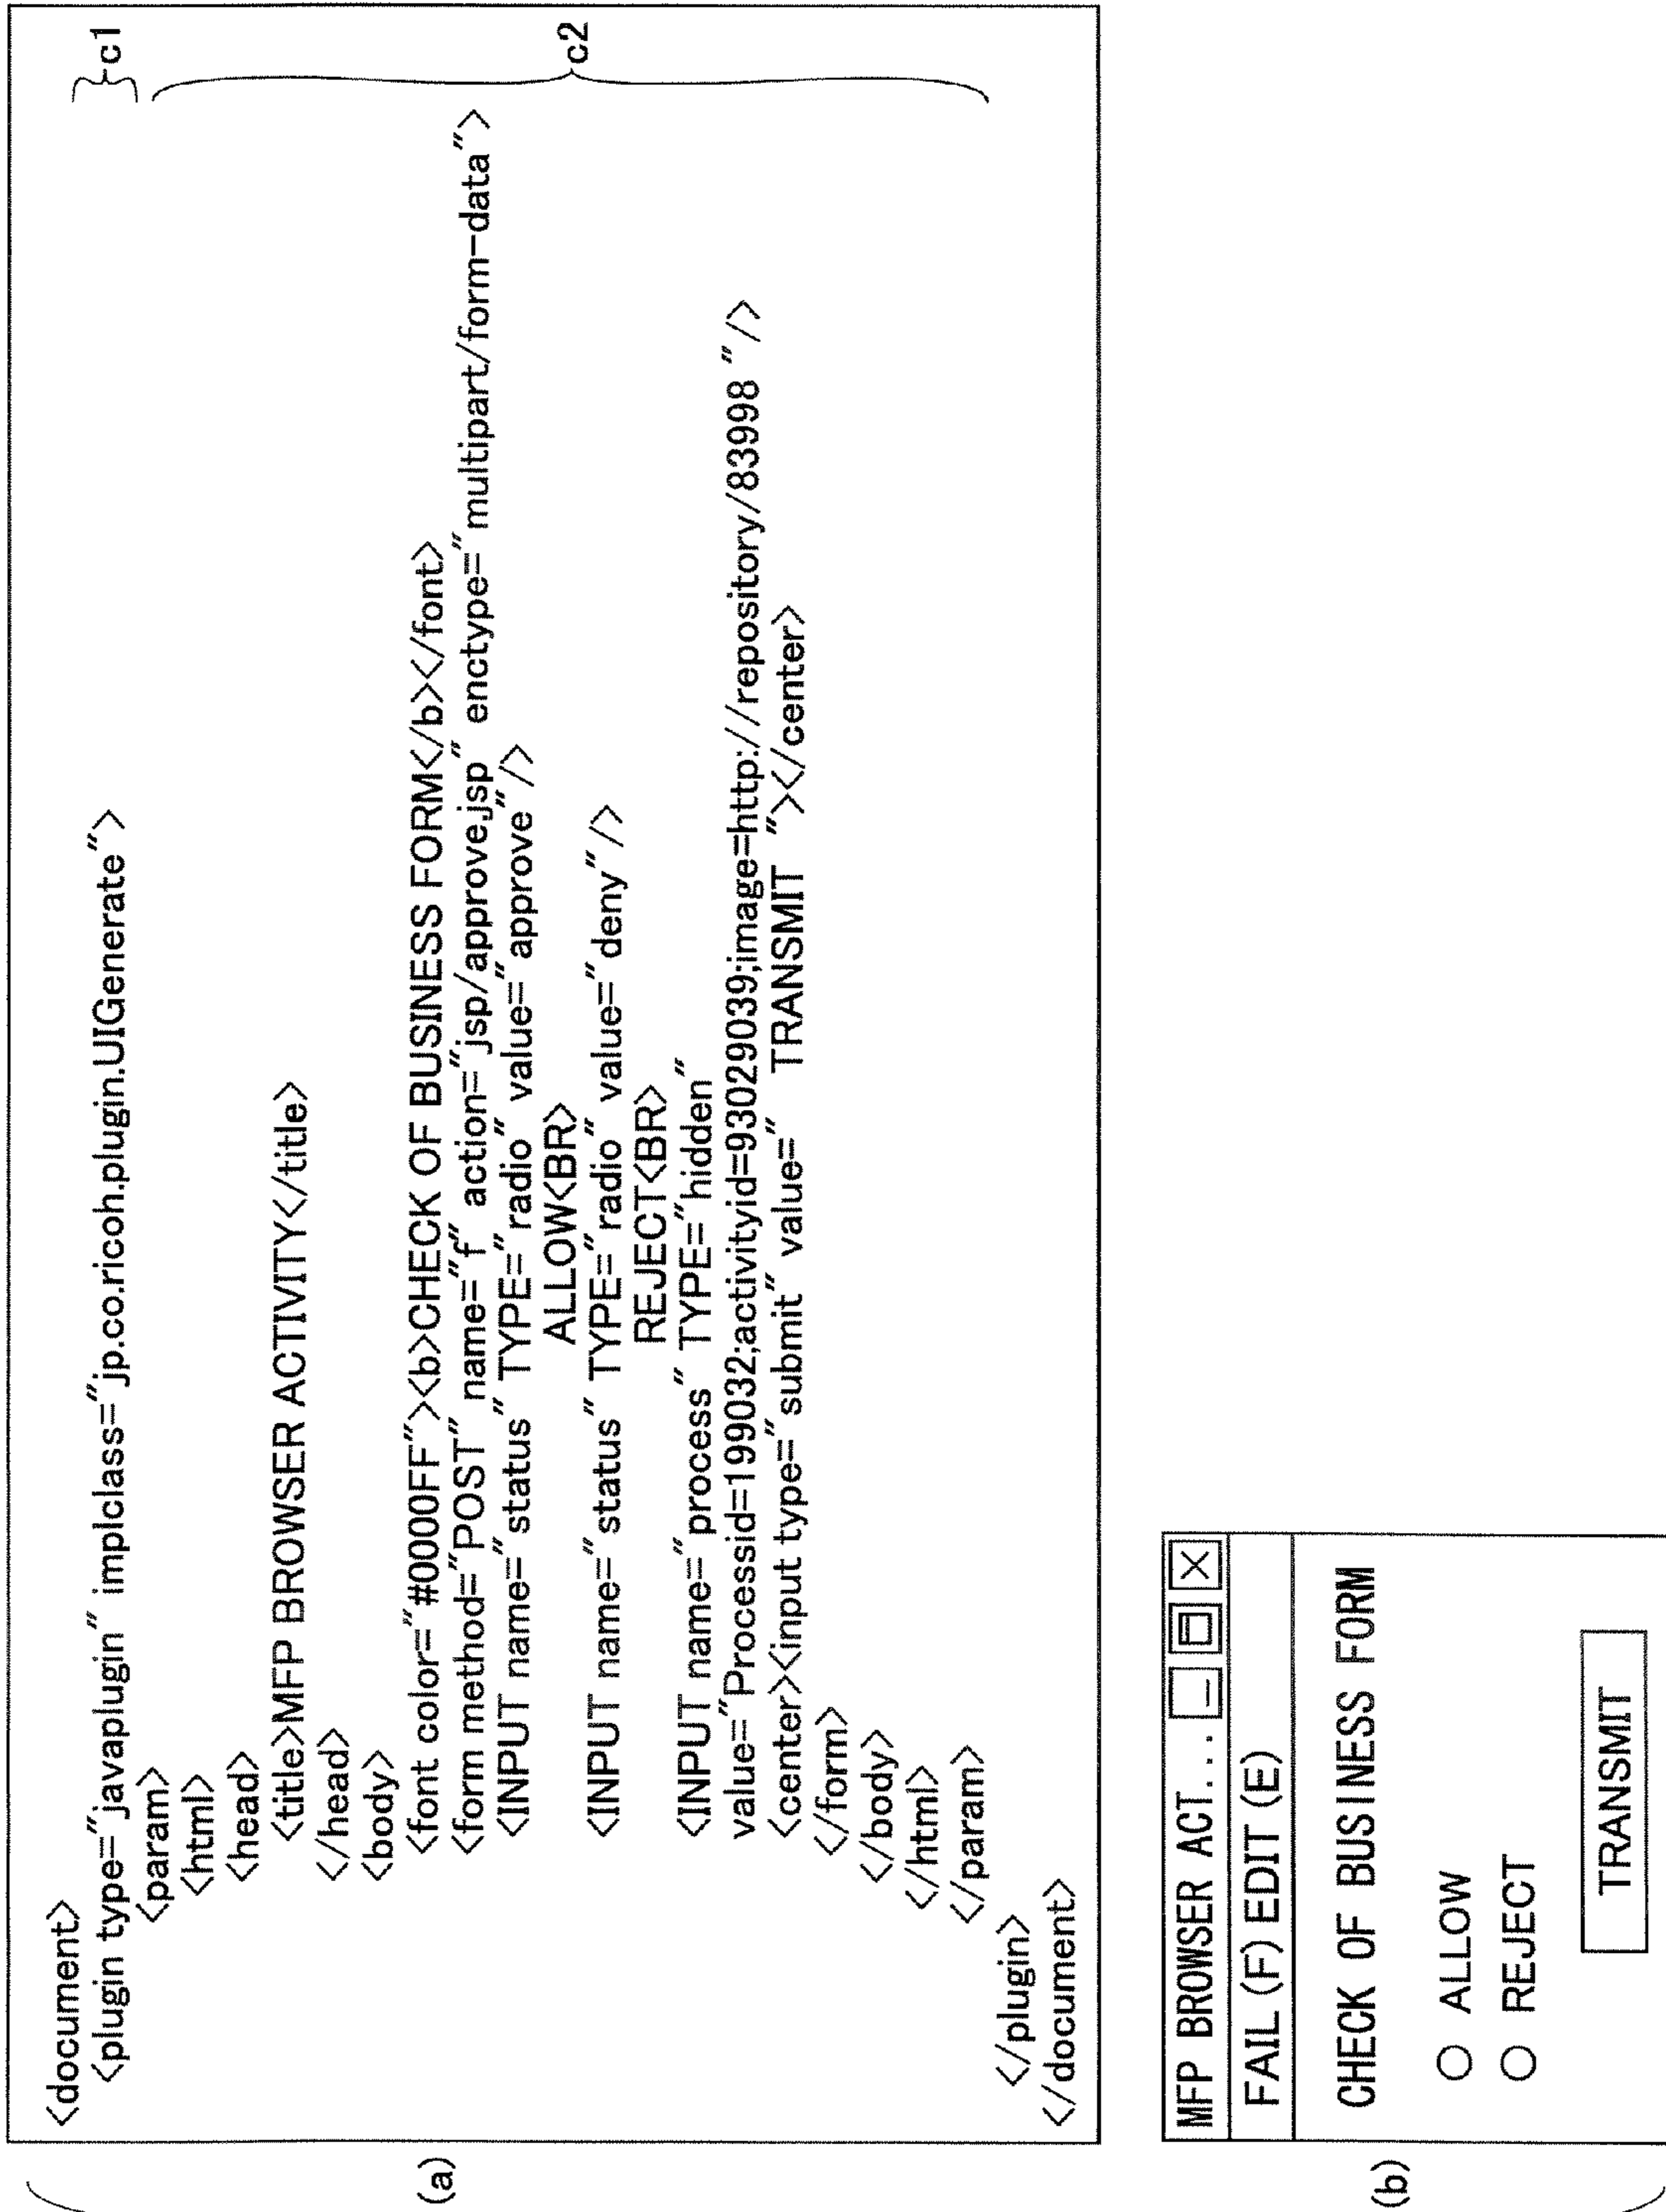 (a)
<document>
<plugin type="javaplugin" implclass="jp.co.ricoh.plugin.UIGenerate"> c1
<param>
<html>
<head>
<title>MFP BROWSER ACTIVITY</title>
</head>
<body>
<font color="#0000FF"><b>CHECK OF BUSINESS FORM</b></font>
<form method="POST" name="f" action="jsp/approve.jsp" enctype="multipart/form-data">
<INPUT name="status" TYPE="radio" value="approve"/>
ALLOW<BR> c2
<INPUT name="status" TYPE="radio" value="deny"/>
REJECT<BR>
<INPUT name="process" TYPE="hidden"
value="Processid=199032;activityid=93029039;image=http://repository/83998 "/>
<center><input type="submit" value=" TRANSMIT "></center>
</form>
</body>
</html>
</param>
</plugin>
</document>
(b)
MFP BROWSER ACT...
FAIL (F) EDIT (E)
CHECK OF BUSINESS FORM
○ ALLOW
○ REJECT
TRANSMIT